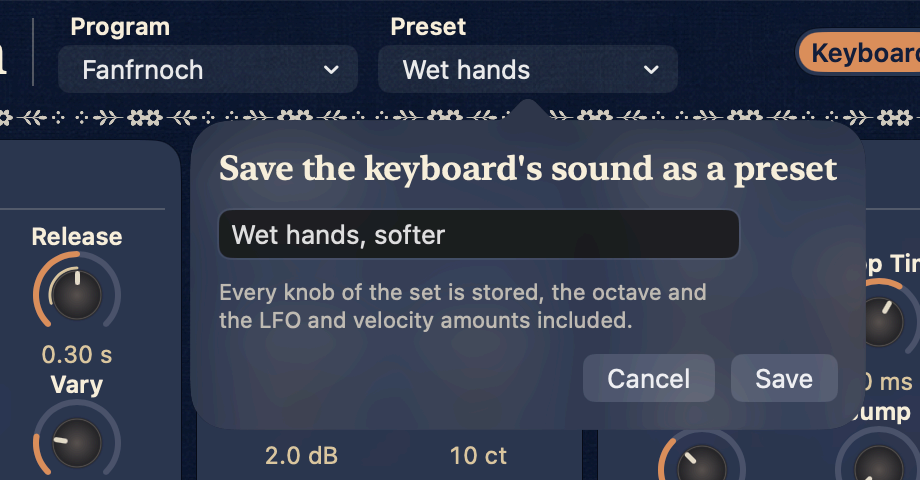 Program
Preset
Fanfrnoch
Wet hands
Save the keyboard's sound as a preset
Wet hands, softer
Every knob of the set is stored, the octave and
the LFO and velocity amounts included.
Cancel
Save
Release
0.30 s
Vary
2.0 dB
10 ct